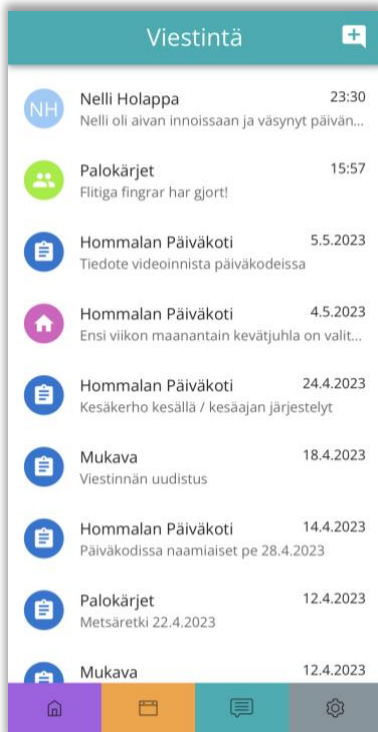 Viestintä
NH
Nelli Holappa 23:30
Nelli oli aivan innoissaan ja väsynyt päivän...
Palokärjet 15:57
Flitiga fingrar har gjort!
Hommalan Päiväkoti 5.5.2023
Tiedote videoinnista päiväkodeissa
Hommalan Päiväkoti 4.5.2023
Ensi viikon maanantain kevätjuhla on valit...
Hommalan Päiväkoti 24.4.2023
Kesäkerho kesällä / kesäajan järjestelyt
Mukava 18.4.2023
Viestinnän uudistus
Hommalan Päiväkoti 14.4.2023
Päiväkodissa naamiaiset pe 28.4.2023
Palokärjet 12.4.2023
Metsäretki 22.4.2023
Mukava 12.4.2023